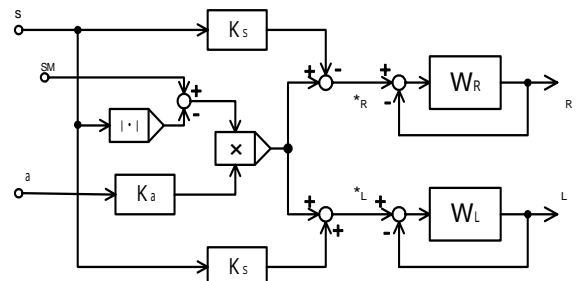 s
Ks
SM
+
-
+
-
+
-
*R
WR
R
| • |
+
-
×
a
Ka
+
+
*L
+
-
WL
L
Ks